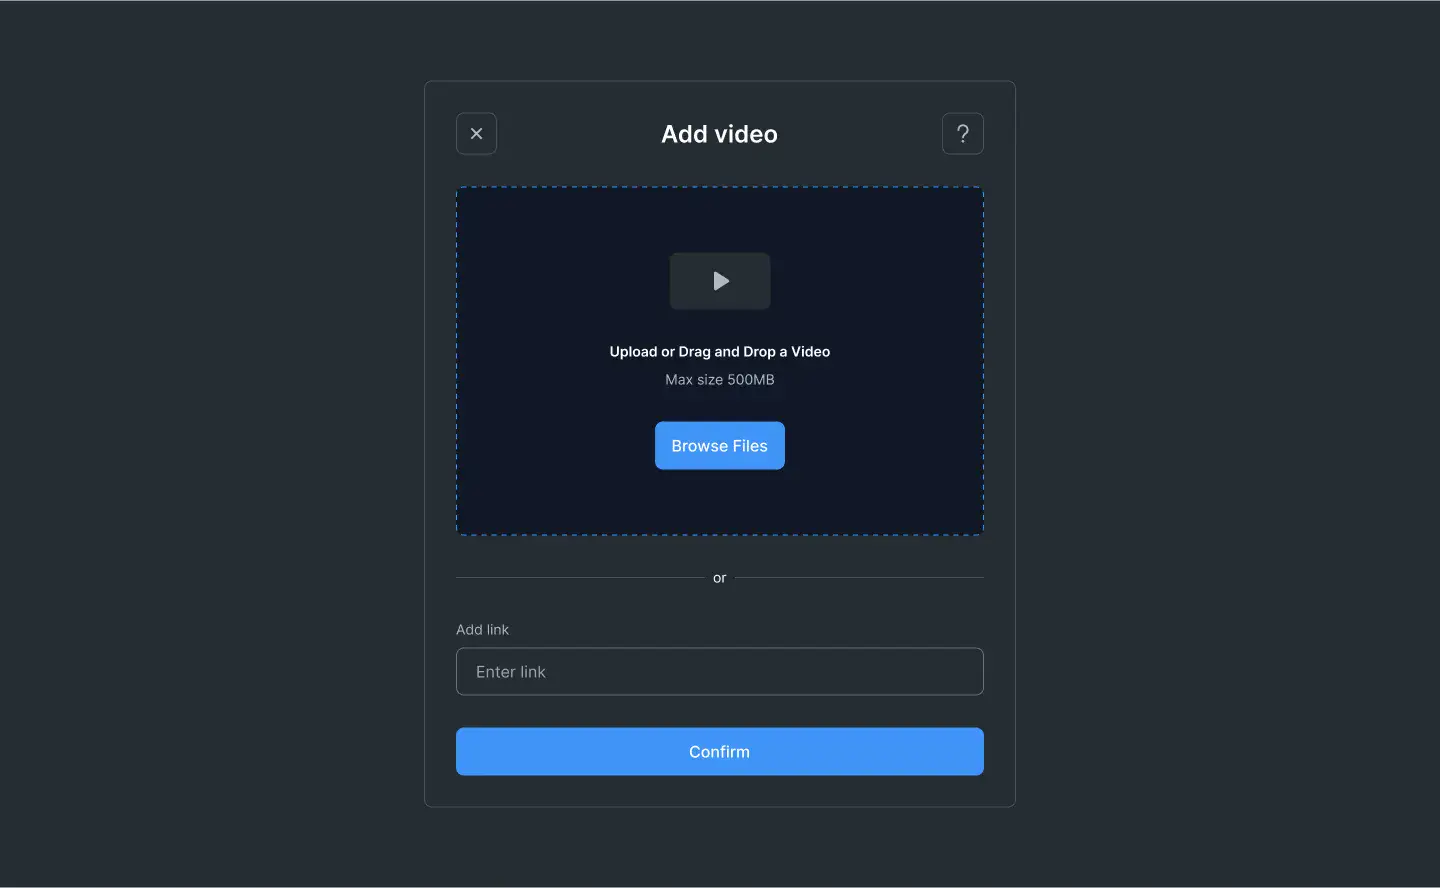 Add video
?
Upload or Drag and Drop a Video
Max size 500MB
Browse Files
or
Add link
Enter link
Confirm